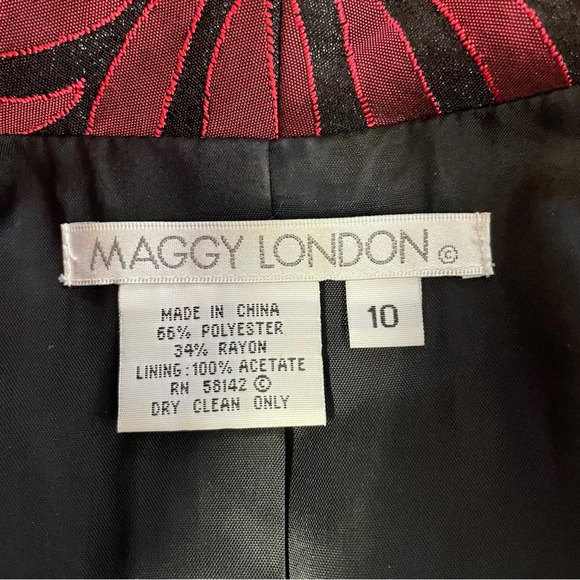 MAGGY LONDON ©
MADE IN CHINA
66% POLYESTER
34% RAYON
LINING:100% ACETATE
RN 58142 ©
DRY CLEAN ONLY
10